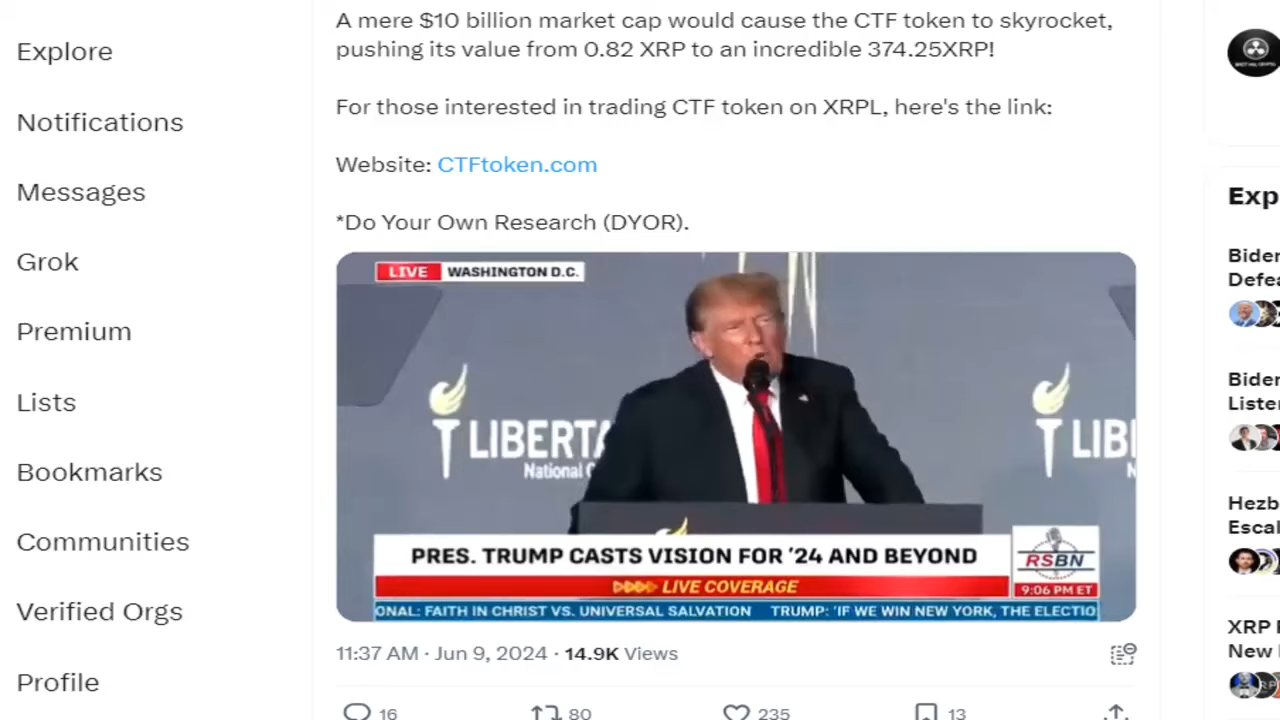 Explore
Notifications
Messages
Grok
Premium
Lists
Bookmarks
Communities
Verified Orgs
Profile
A mere $10 billion market cap would cause the CTF token to skyrocket,
pushing its value from 0.82 XRP to an incredible 374.25XRP!
For those interested in trading CTF token on XRPL, here's the link:
Website: CTFtoken.com
*Do Your Own Research (DYOR).
LIVE WASHINGTON D.C.
LIBERTA
National C
LIB
N
PRES. TRUMP CASTS VISION FOR '24 AND BEYOND
RSBN
LIVE COVERAGE
9:06 PM ET
ONAL: FAITH IN CHRIST VS. UNIVERSAL SALVATION TRUMP: 'IF WE WIN NEW YORK, THE ELECTIO
11:37 AM · Jun 9, 2024 · 14.9K Views
16 80 235 13
Exp
Biden
Defea
Biden
Listen
Hezb
Escal
XRP
New